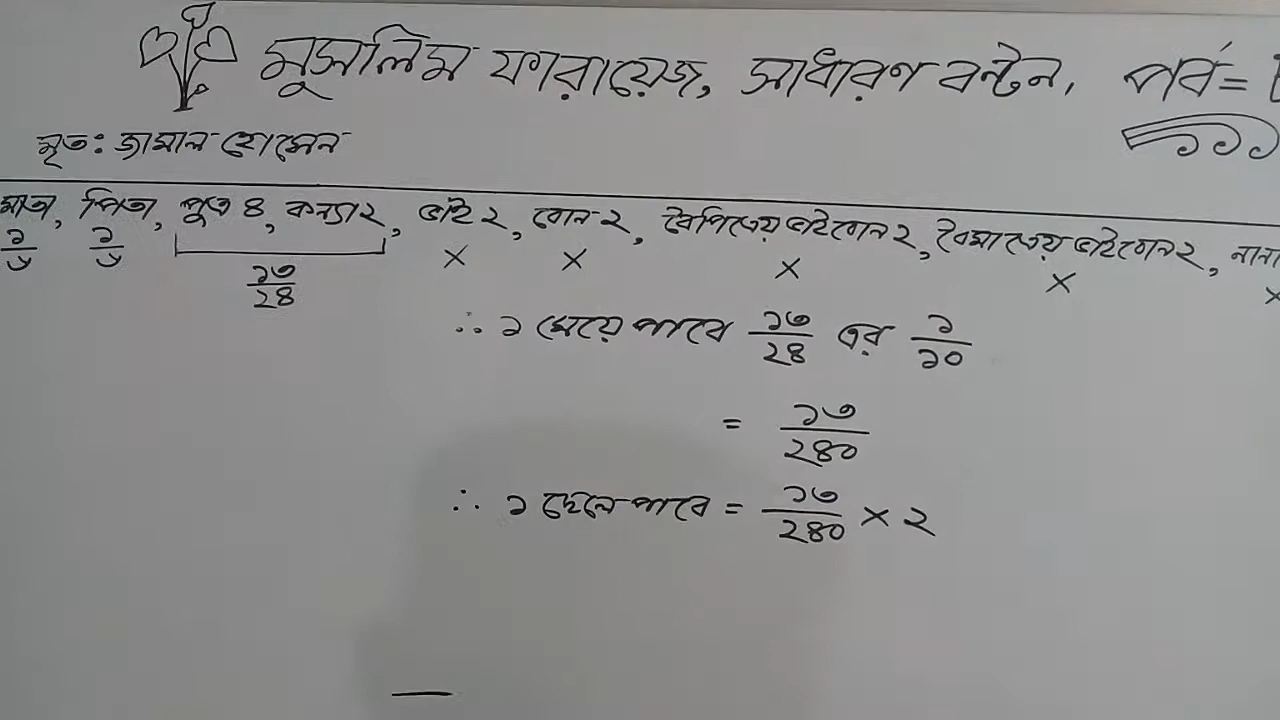 মুসলিম ফারায়েজ, সাধারণ বন্টন, পর্ব =
মৃত: জামাল হোসেন
মাতা, পিতা, পুত্র ৪, কন্যা ২, ভাই ২, বোন ২, বৈপিত্রেয় ভাইবোন ২, বৈমাত্রেয় ভাইবোন ২, নানা
১/৬ ১/৬ ১৩/২৪ × × × × ×
∴ ১ মেয়ে পাবে ১৩/২৪ এর ১/১০
= ১৩/২৪০
∴ ১ ছেলে পাবে = ১৩/২৪০ × ২